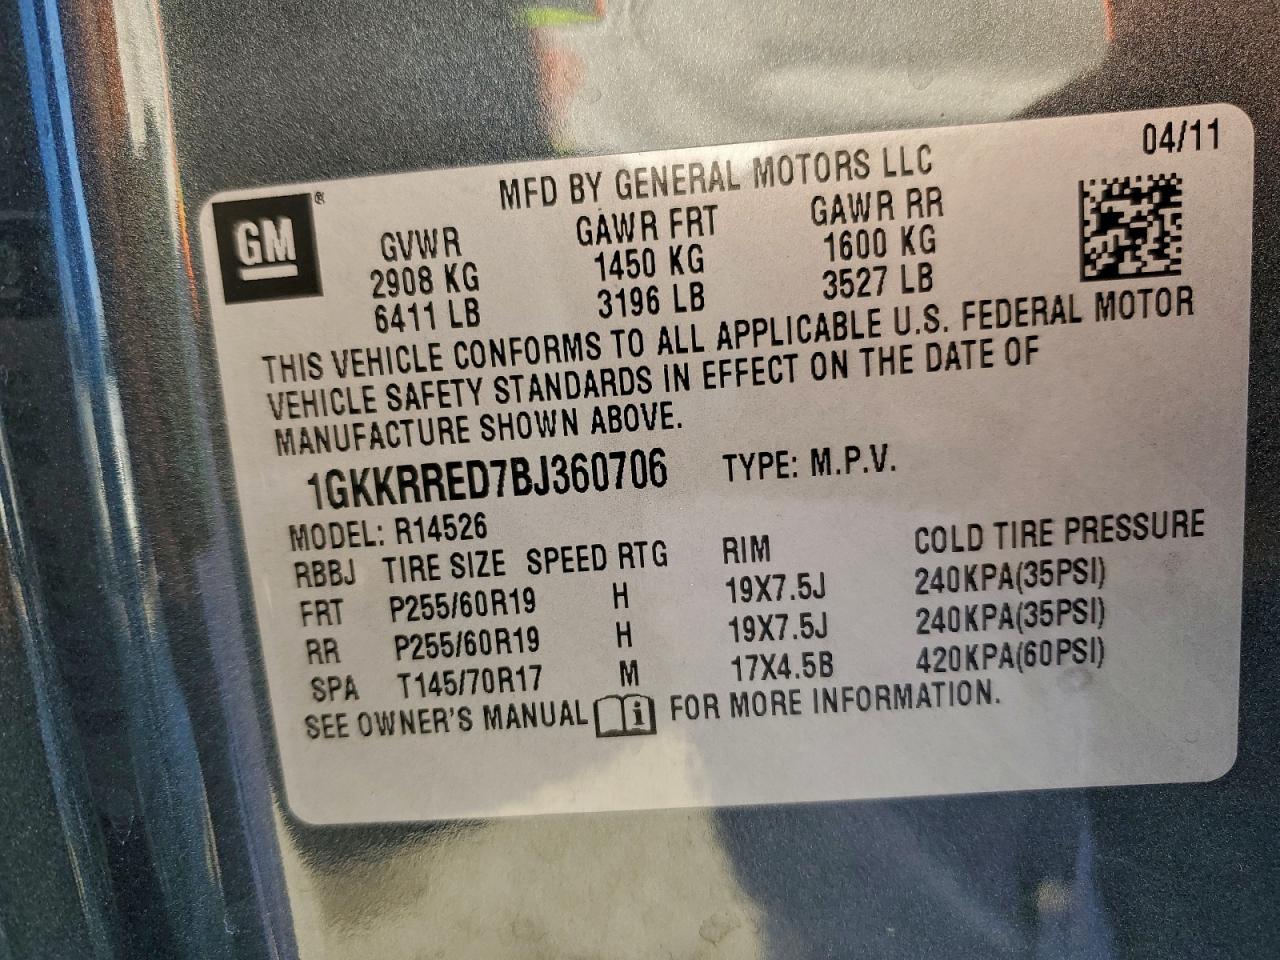 04/11
GM ®
MFD BY GENERAL MOTORS LLC
GVWR GAWR FRT GAWR RR
2908 KG 1450 KG 1600 KG
6411 LB 3196 LB 3527 LB
THIS VEHICLE CONFORMS TO ALL APPLICABLE U.S. FEDERAL MOTOR
VEHICLE SAFETY STANDARDS IN EFFECT ON THE DATE OF
MANUFACTURE SHOWN ABOVE.
1GKKRRED7BJ360706 TYPE: M.P.V.
MODEL: R14526
RBBJ TIRE SIZE SPEED RTG RIM COLD TIRE PRESSURE
FRT P255/60R19 H 19X7.5J 240KPA(35PSI)
RR P255/60R19 H 19X7.5J 240KPA(35PSI)
SPA T145/70R17 M 17X4.5B 420KPA(60PSI)
SEE OWNER'S MANUAL i FOR MORE INFORMATION.